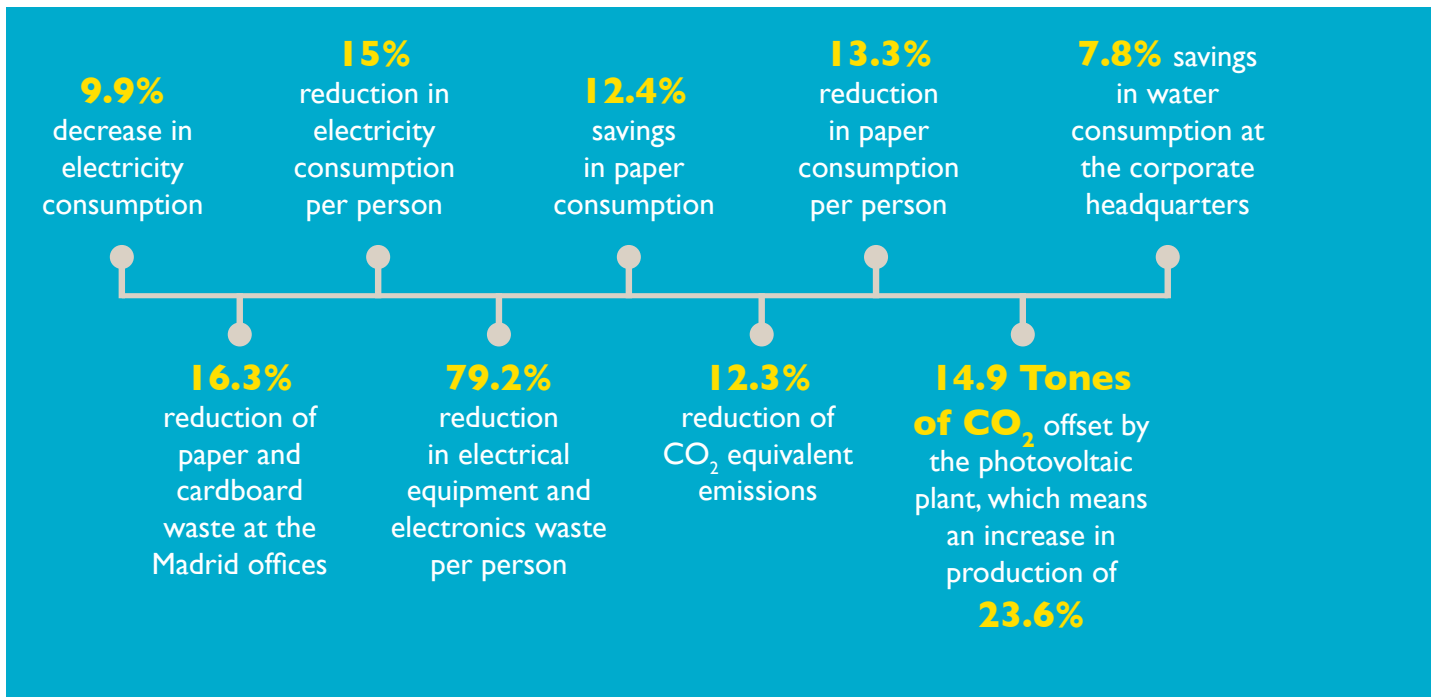 9.9%
decrease in
electricity
consumption
15%
reduction in
electricity
consumption
per person
12.4%
savings
in paper
consumption
13.3%
reduction
in paper
consumption
per person
7.8% savings
in water
consumption at
the corporate
headquarters
16.3%
reduction of
paper and
cardboard
waste at the
Madrid offices
79.2%
reduction
in electrical
equipment and
electronics waste
per person
12.3%
reduction of
CO₂ equivalent
emissions
14.9 Tones
of CO₂ offset by
the photovoltaic
plant, which means
an increase in
production of
23.6%